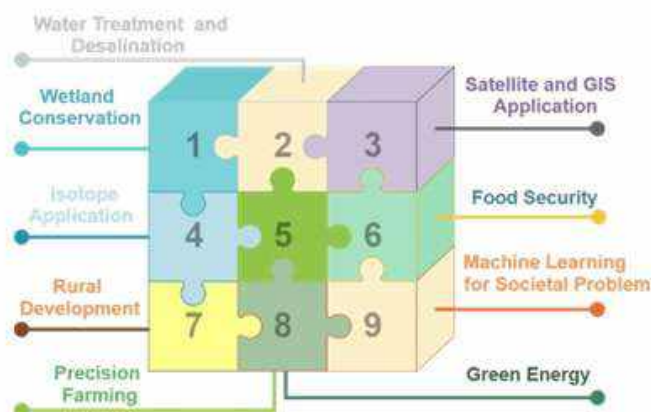 Water Treatment and
Desalination
Wetland
Conservation
Satellite and GIS
Application
1
2
3
Isotope
Application
Food Security
4
5
6
Rural
Development
Machine Learning
for Societal Problem
7
8
9
Precision
Farming
Green Energy